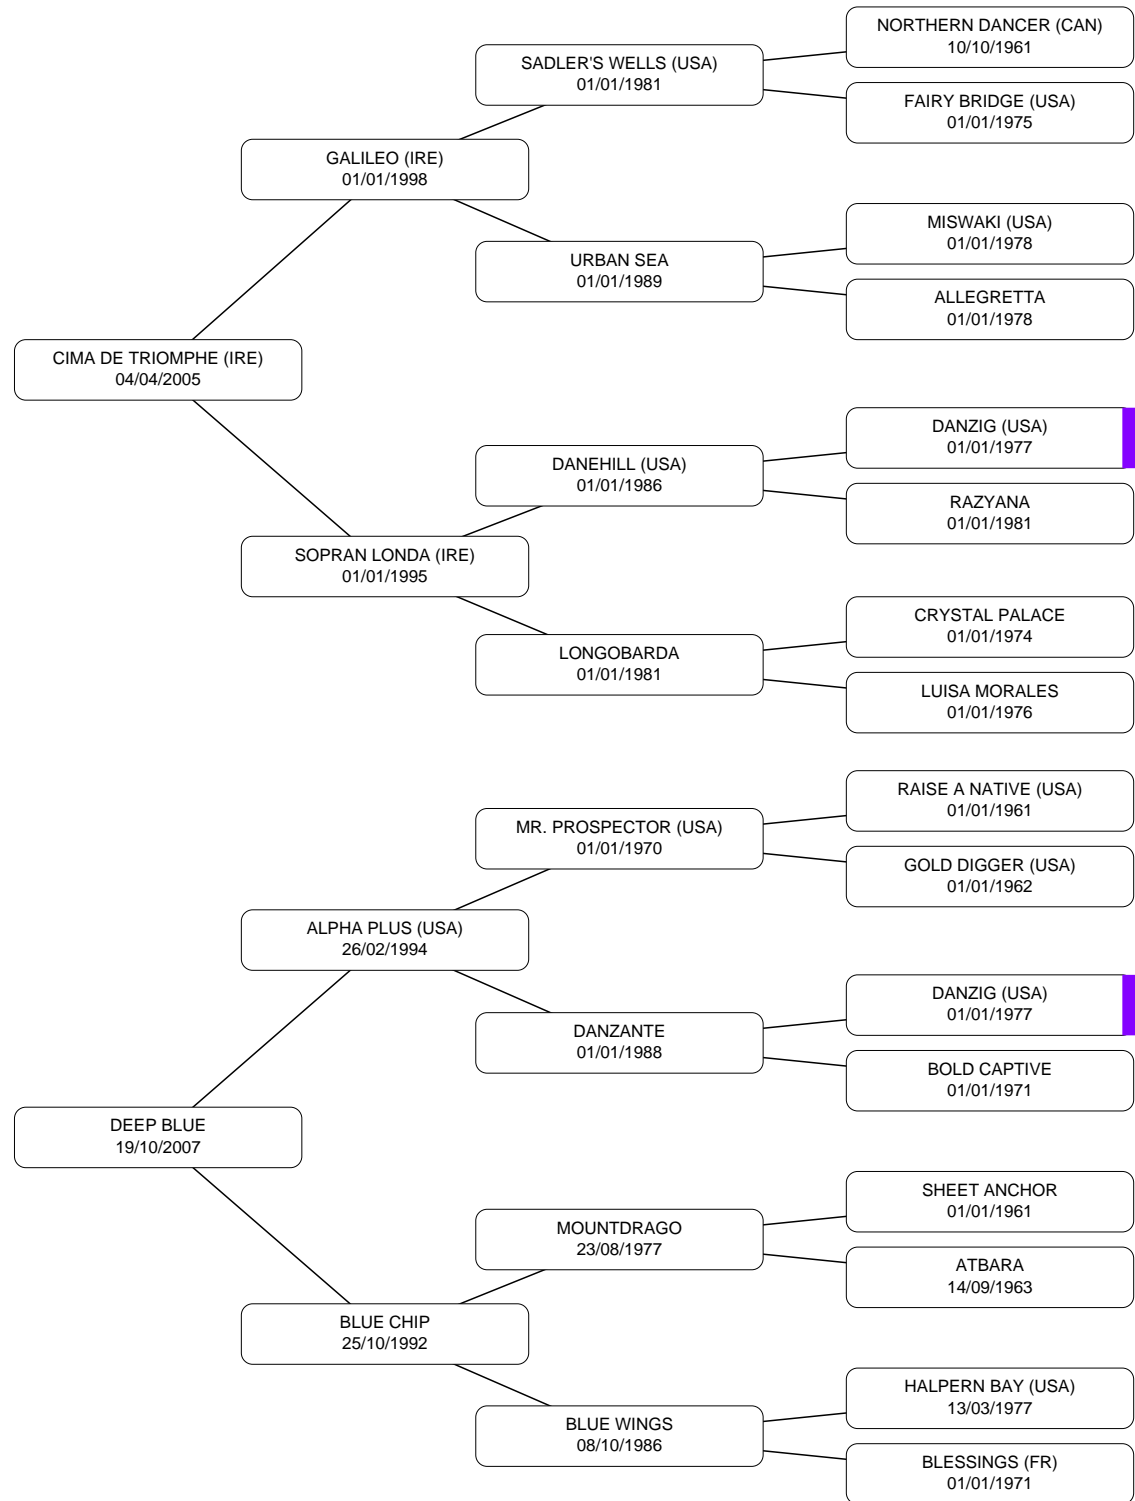 NORTHERN DANCER (CAN)
10/10/1961
SADLER'S WELLS (USA)
01/01/1981
FAIRY BRIDGE (USA)
01/01/1975
GALILEO (IRE)
01/01/1998
MISWAKI (USA)
01/01/1978
URBAN SEA
01/01/1989
ALLEGRETTA
01/01/1978
CIMA DE TRIOMPHE (IRE)
04/04/2005
DANZIG (USA)
01/01/1977
DANEHILL (USA)
01/01/1986
RAZYANA
01/01/1981
SOPRAN LONDA (IRE)
01/01/1995
CRYSTAL PALACE
01/01/1974
LONGOBARDA
01/01/1981
LUISA MORALES
01/01/1976
RAISE A NATIVE (USA)
01/01/1961
MR. PROSPECTOR (USA)
01/01/1970
GOLD DIGGER (USA)
01/01/1962
ALPHA PLUS (USA)
26/02/1994
DANZIG (USA)
01/01/1977
DANZANTE
01/01/1988
BOLD CAPTIVE
01/01/1971
DEEP BLUE
19/10/2007
SHEET ANCHOR
01/01/1961
MOUNTDRAGO
23/08/1977
ATBARA
14/09/1963
BLUE CHIP
25/10/1992
HALPERN BAY (USA)
13/03/1977
BLUE WINGS
08/10/1986
BLESSINGS (FR)
01/01/1971